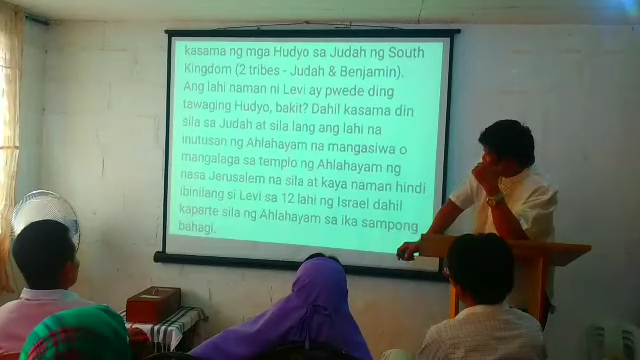 kasama ng mga Hudyo sa Judah ng South
Kingdom (2 tribes - Judah & Benjamin).
Ang lahi naman ni Levi ay pwede ding
tawaging Hudyo, bakit? Dahil kasama din
sila sa Judah at sila lang ang lahi na
inutusan ng Ahlahayam na mangasiwa o
mangalaga sa templo ng Ahlahayam ng
nasa Jerusalem na sila at kaya naman hindi
ibinilang si Levi sa 12 lahi ng Israel dahil
kaparte sila ng Ahlahayam sa ika sampong
bahagi.